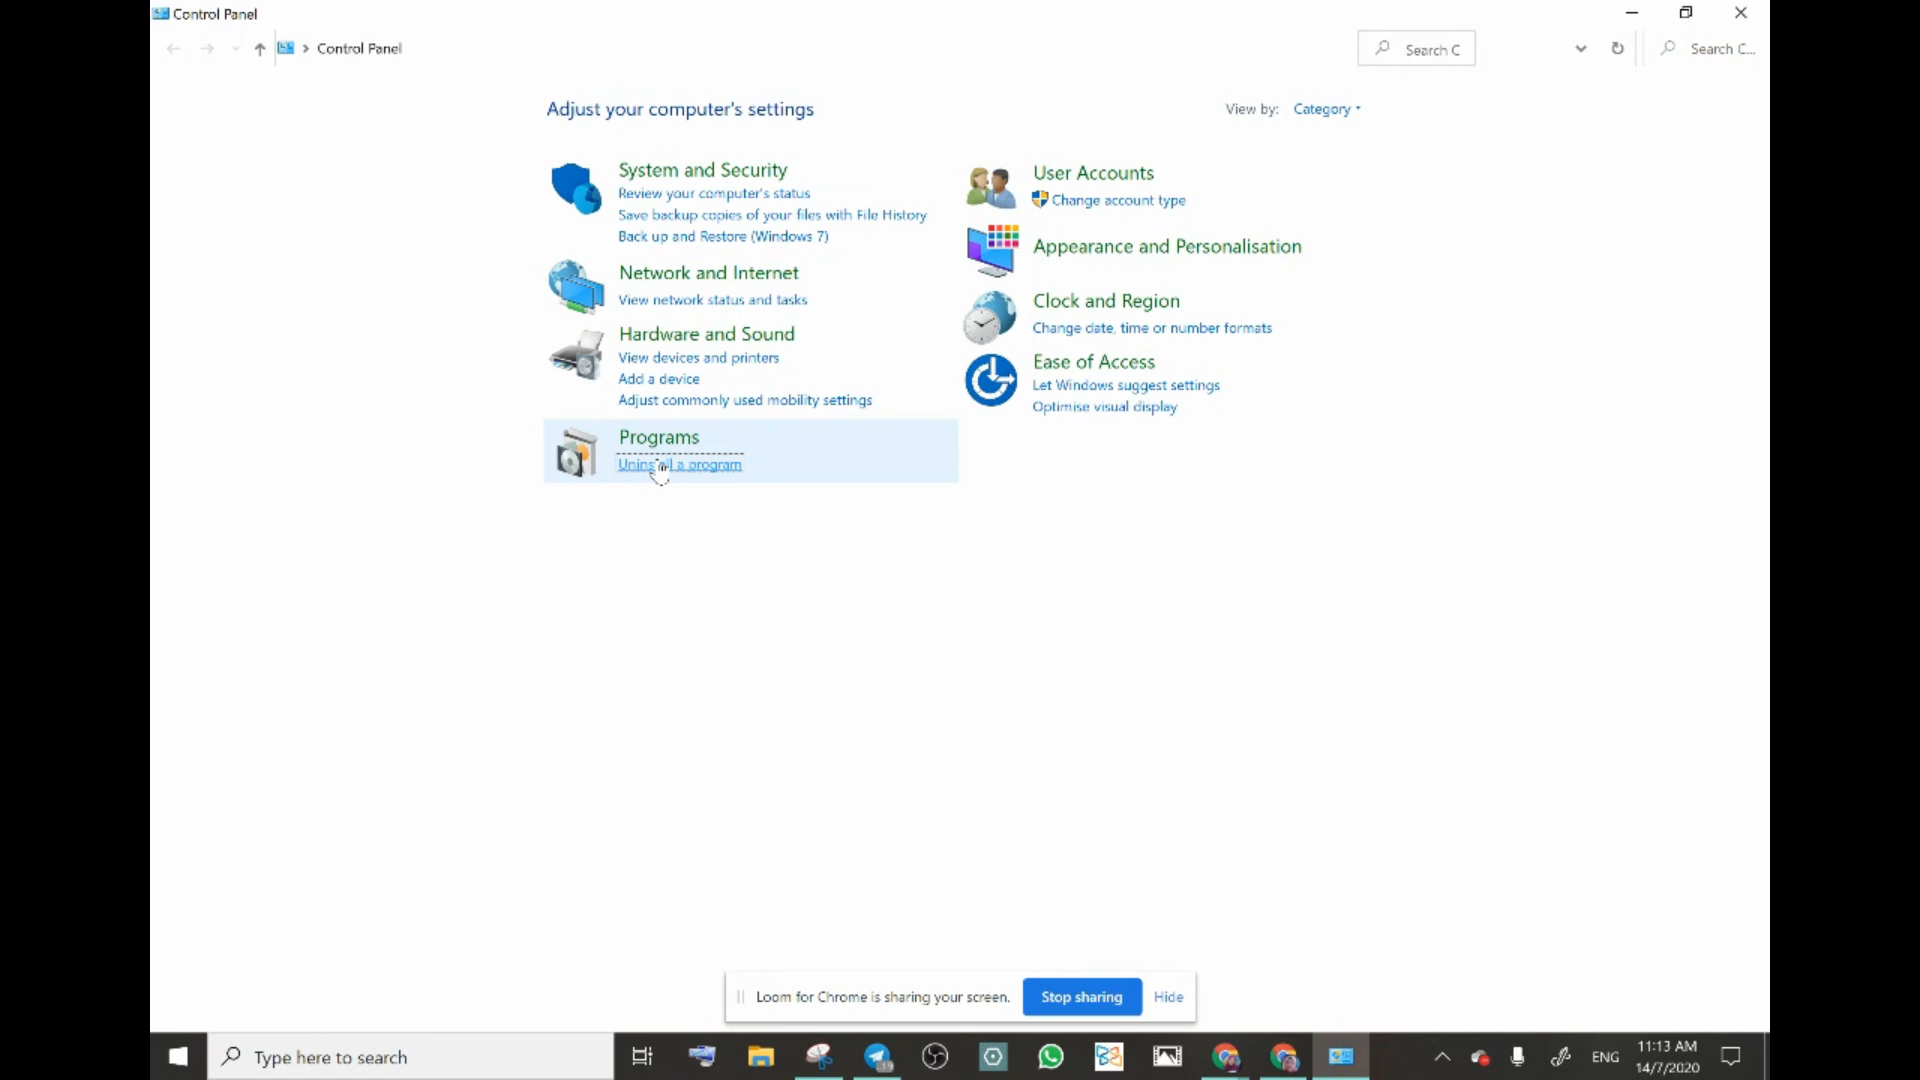 Control Panel
Control Panel
Search C
Search C...
Adjust your computer's settings
View by: Category
System and Security
Review your computer's status
Save backup copies of your files with File History
Back up and Restore (Windows 7)
Network and Internet
View network status and tasks
Hardware and Sound
View devices and printers
Add a device
Adjust commonly used mobility settings
Programs
Uninstall a program
User Accounts
Change account type
Appearance and Personalisation
Clock and Region
Change date, time or number formats
Ease of Access
Let Windows suggest settings
Optimise visual display
Loom for Chrome is sharing your screen.
Stop sharing
Hide
Type here to search
19
ENG
11:13 AM
14/7/2020